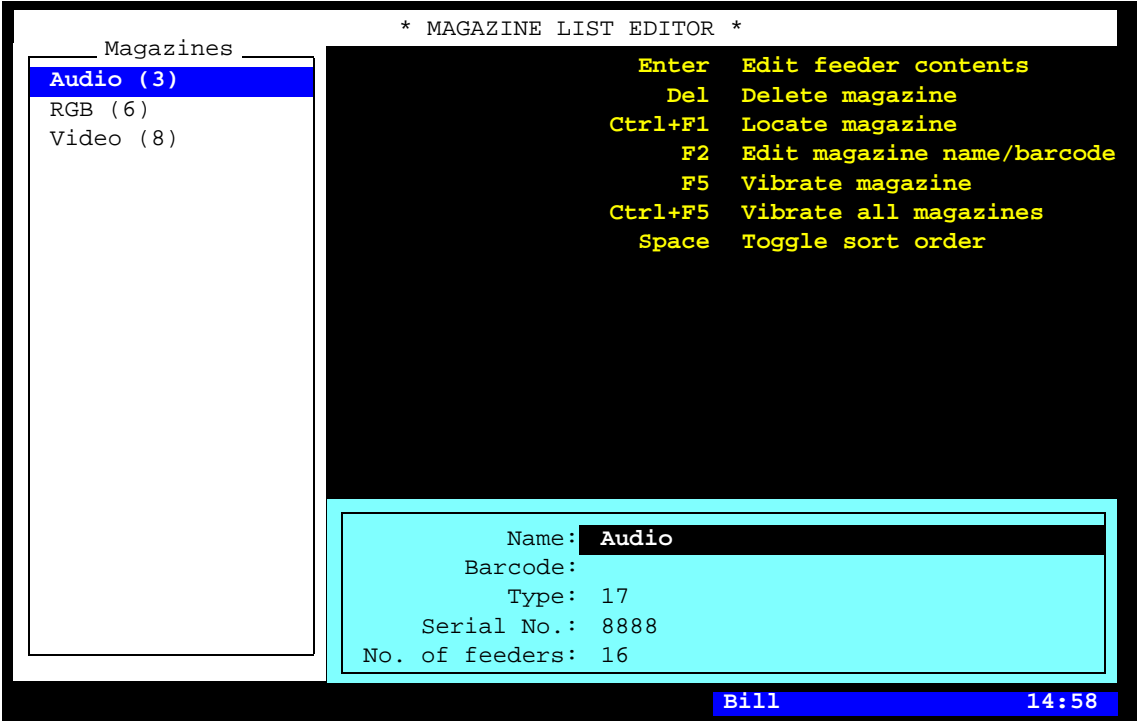 * MAGAZINE LIST EDITOR *
Magazines
Audio (3)
RGB (6)
Video (8)
Enter Edit feeder contents
Del Delete magazine
Ctrl+F1 Locate magazine
F2 Edit magazine name/barcode
F5 Vibrate magazine
Ctrl+F5 Vibrate all magazines
Space Toggle sort order
Name: Audio
Barcode:
Type: 17
Serial No.: 8888
No. of feeders: 16
Bill 14:58